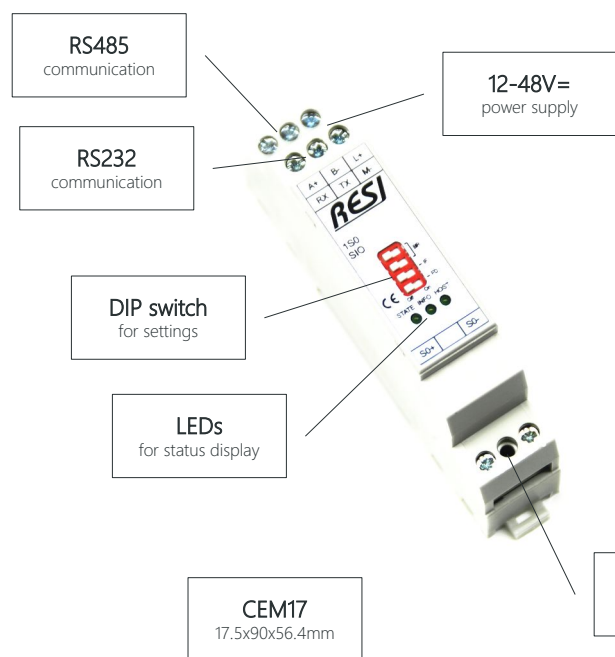 RS485
communication
12-48V=
power supply
RS232
communication
A+ B- L+
RX TX M-
RESI
1S0
SIO
DIP switch
for settings
CE
STATE INFO HOST
S0+ S0-
LEDs
for status display
CEM17
17.5x90x56.4mm